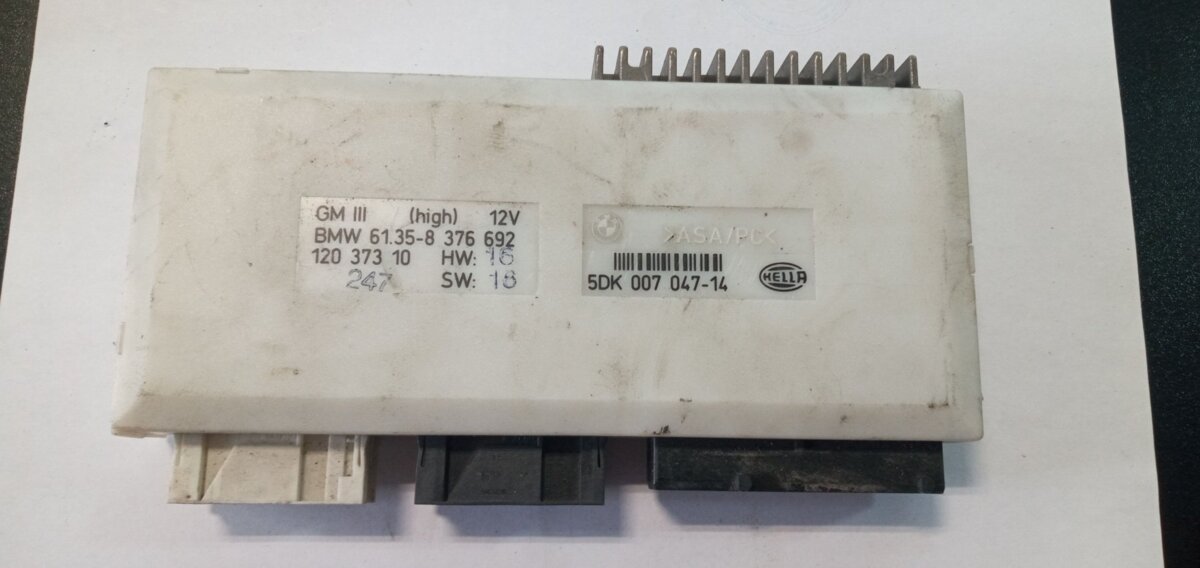 GM III (high) 12V
BMW 61.35-8 376 692
120 373 10 HW: 16
247 SW: 18
>ASA/PC<
5DK 007 047-14
HELLA